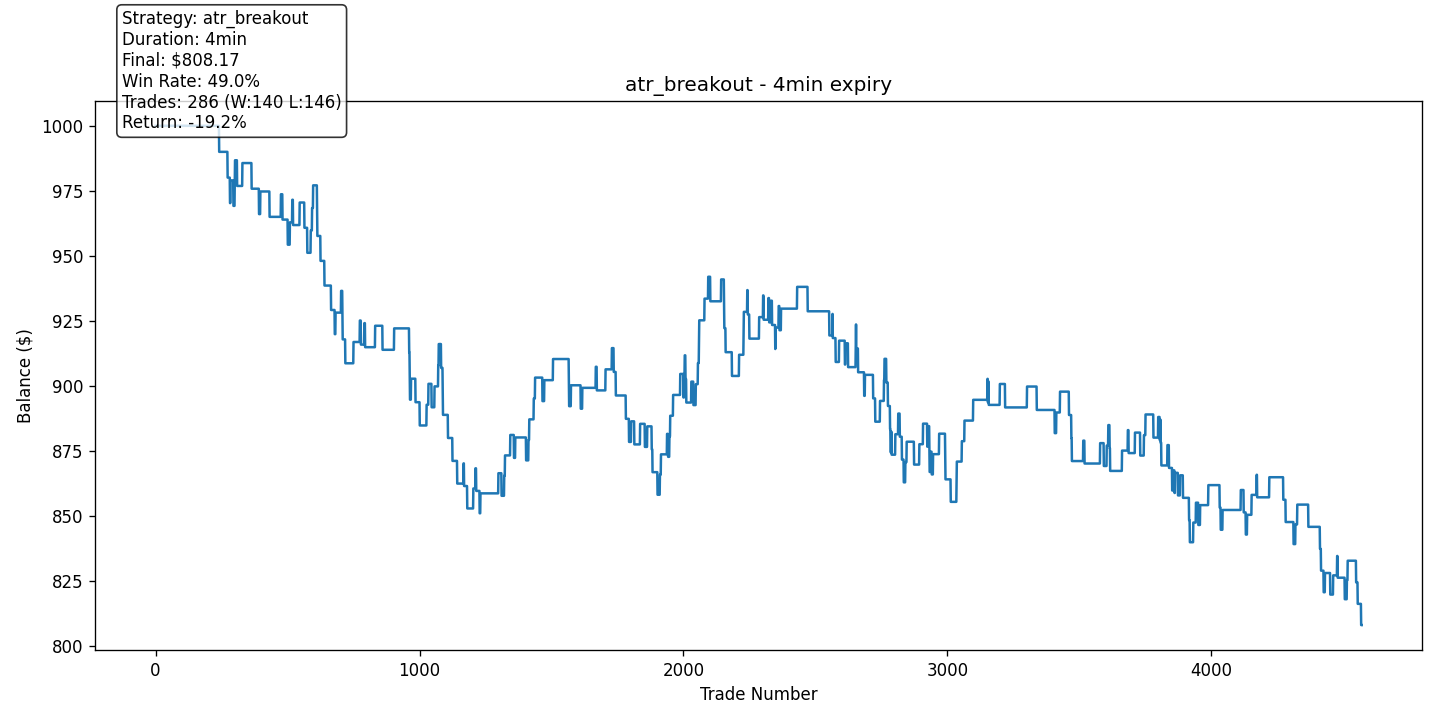 Strategy: atr_breakout
Duration: 4min
Final: $808.17
Win Rate: 49.0%
Trades: 286 (W:140 L:146)
Return: -19.2%
atr_breakout - 4min expiry
Balance ($)
1000
975
950
925
900
875
850
825
800
0
1000
2000
3000
4000
Trade Number